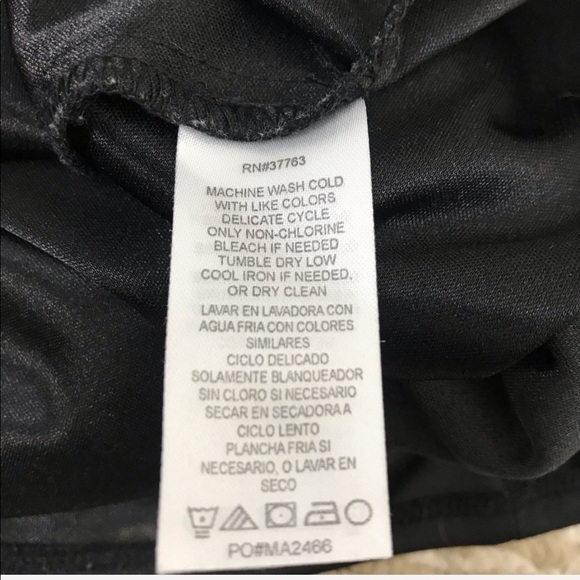 RN#37763
MACHINE WASH COLD
WITH LIKE COLORS
DELICATE CYCLE
ONLY NON-CHLORINE
BLEACH IF NEEDED
TUMBLE DRY LOW
COOL IRON IF NEEDED,
OR DRY CLEAN
LAVAR EN LAVADORA CON
AGUA FRIA CON COLORES
SIMILARES
CICLO DELICADO
SOLAMENTE BLANQUEADOR
SIN CLORO SI NECESARIO
SECAR EN SECADORA A
CICLO LENTO
PLANCHA FRIA SI
NECESARIO, O LAVAR EN
SECO
PO#MA2466